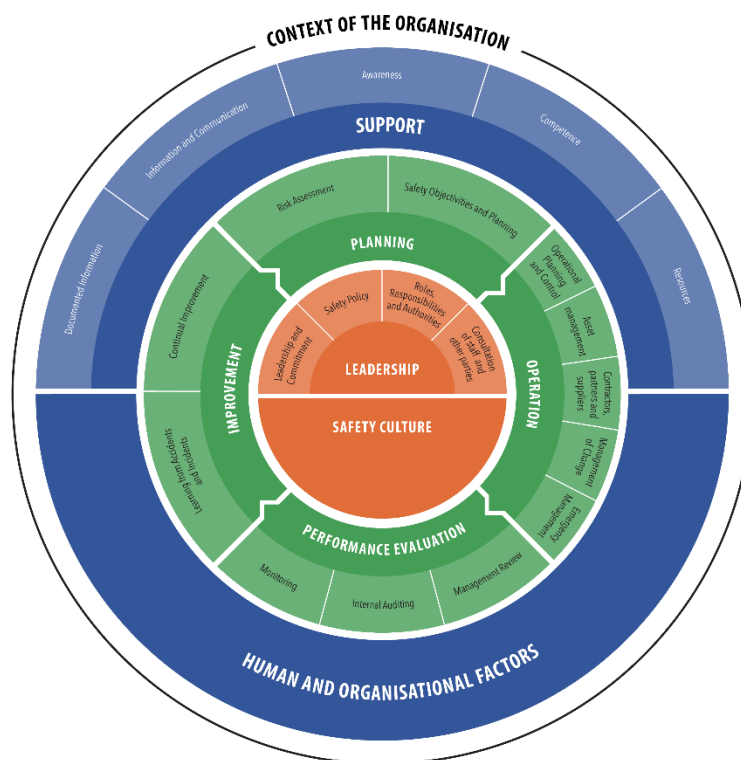 CONTEXT OF THE ORGANISATION
Documented Information
Information and Communication
Awareness
Competence
Resources
SUPPORT
Risk Assessment
Safety Objectivities and Planning
PLANNING
Operational
Planning
and Control
Asset
management
Contractors,
partners and
suppliers
Management
of Change
Emergency
Management
OPERATION
Continual Improvement
Learning from Accidents
and Incidents
IMPROVEMENT
Leadership and
Commitment
Safety Policy
Roles,
Responsibilities
and Authorities
Consultation
of staff and
other parties
LEADERSHIP
SAFETY CULTURE
PERFORMANCE EVALUATION
Monitoring
Internal Auditing
Management Review
HUMAN AND ORGANISATIONAL FACTORS